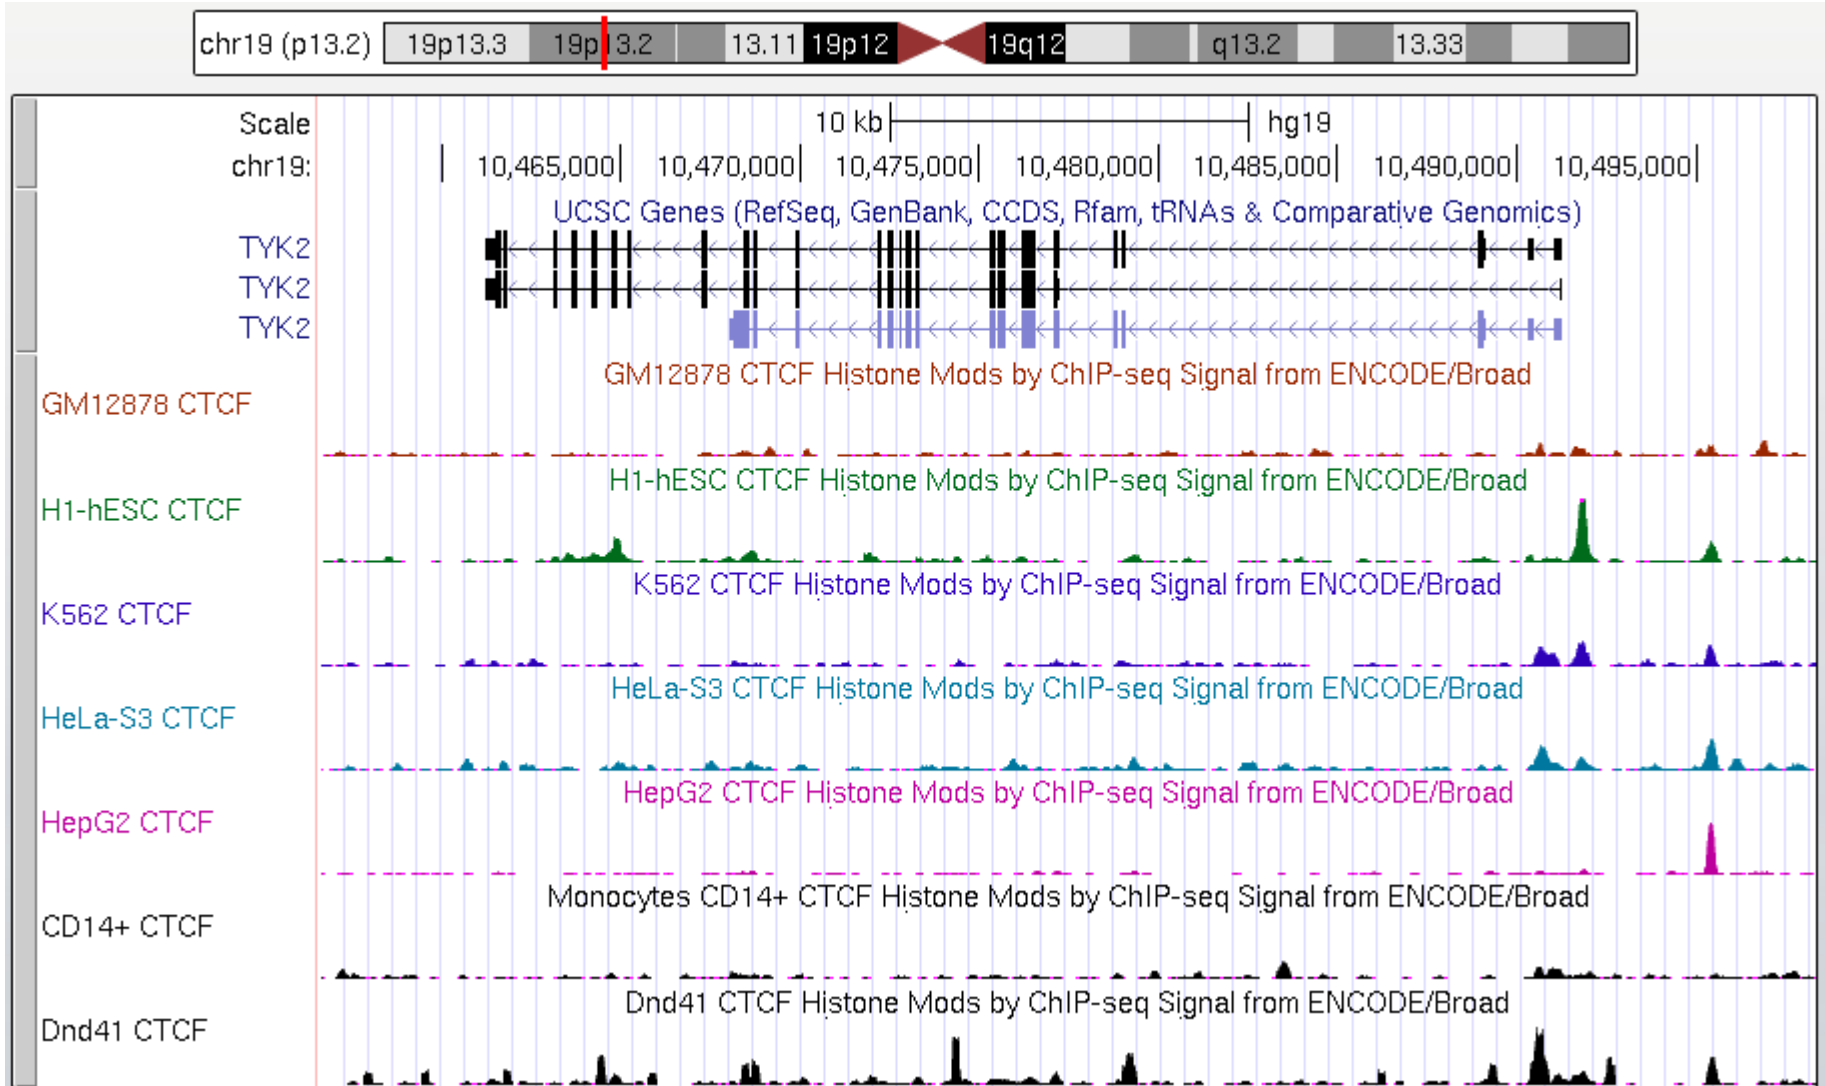 chr19 (p13.2) 19p13.3 19p13.2 13.11 19p12 19q12 q13.2 13.33
Scale 10 kb hg19
chr19: 10,465,000 10,470,000 10,475,000 10,480,000 10,485,000 10,490,000 10,495,000
UCSC Genes (RefSeq, GenBank, CCDS, Rfam, tRNAs & Comparative Genomics)
TYK2
TYK2
TYK2
GM12878 CTCF Histone Mods by ChIP-seq Signal from ENCODE/Broad
GM12878 CTCF
H1-hESC CTCF Histone Mods by ChIP-seq Signal from ENCODE/Broad
H1-hESC CTCF
K562 CTCF Histone Mods by ChIP-seq Signal from ENCODE/Broad
K562 CTCF
HeLa-S3 CTCF Histone Mods by ChIP-seq Signal from ENCODE/Broad
HeLa-S3 CTCF
HepG2 CTCF Histone Mods by ChIP-seq Signal from ENCODE/Broad
HepG2 CTCF
Monocytes CD14+ CTCF Histone Mods by ChIP-seq Signal from ENCODE/Broad
CD14+ CTCF
Dnd41 CTCF Histone Mods by ChIP-seq Signal from ENCODE/Broad
Dnd41 CTCF